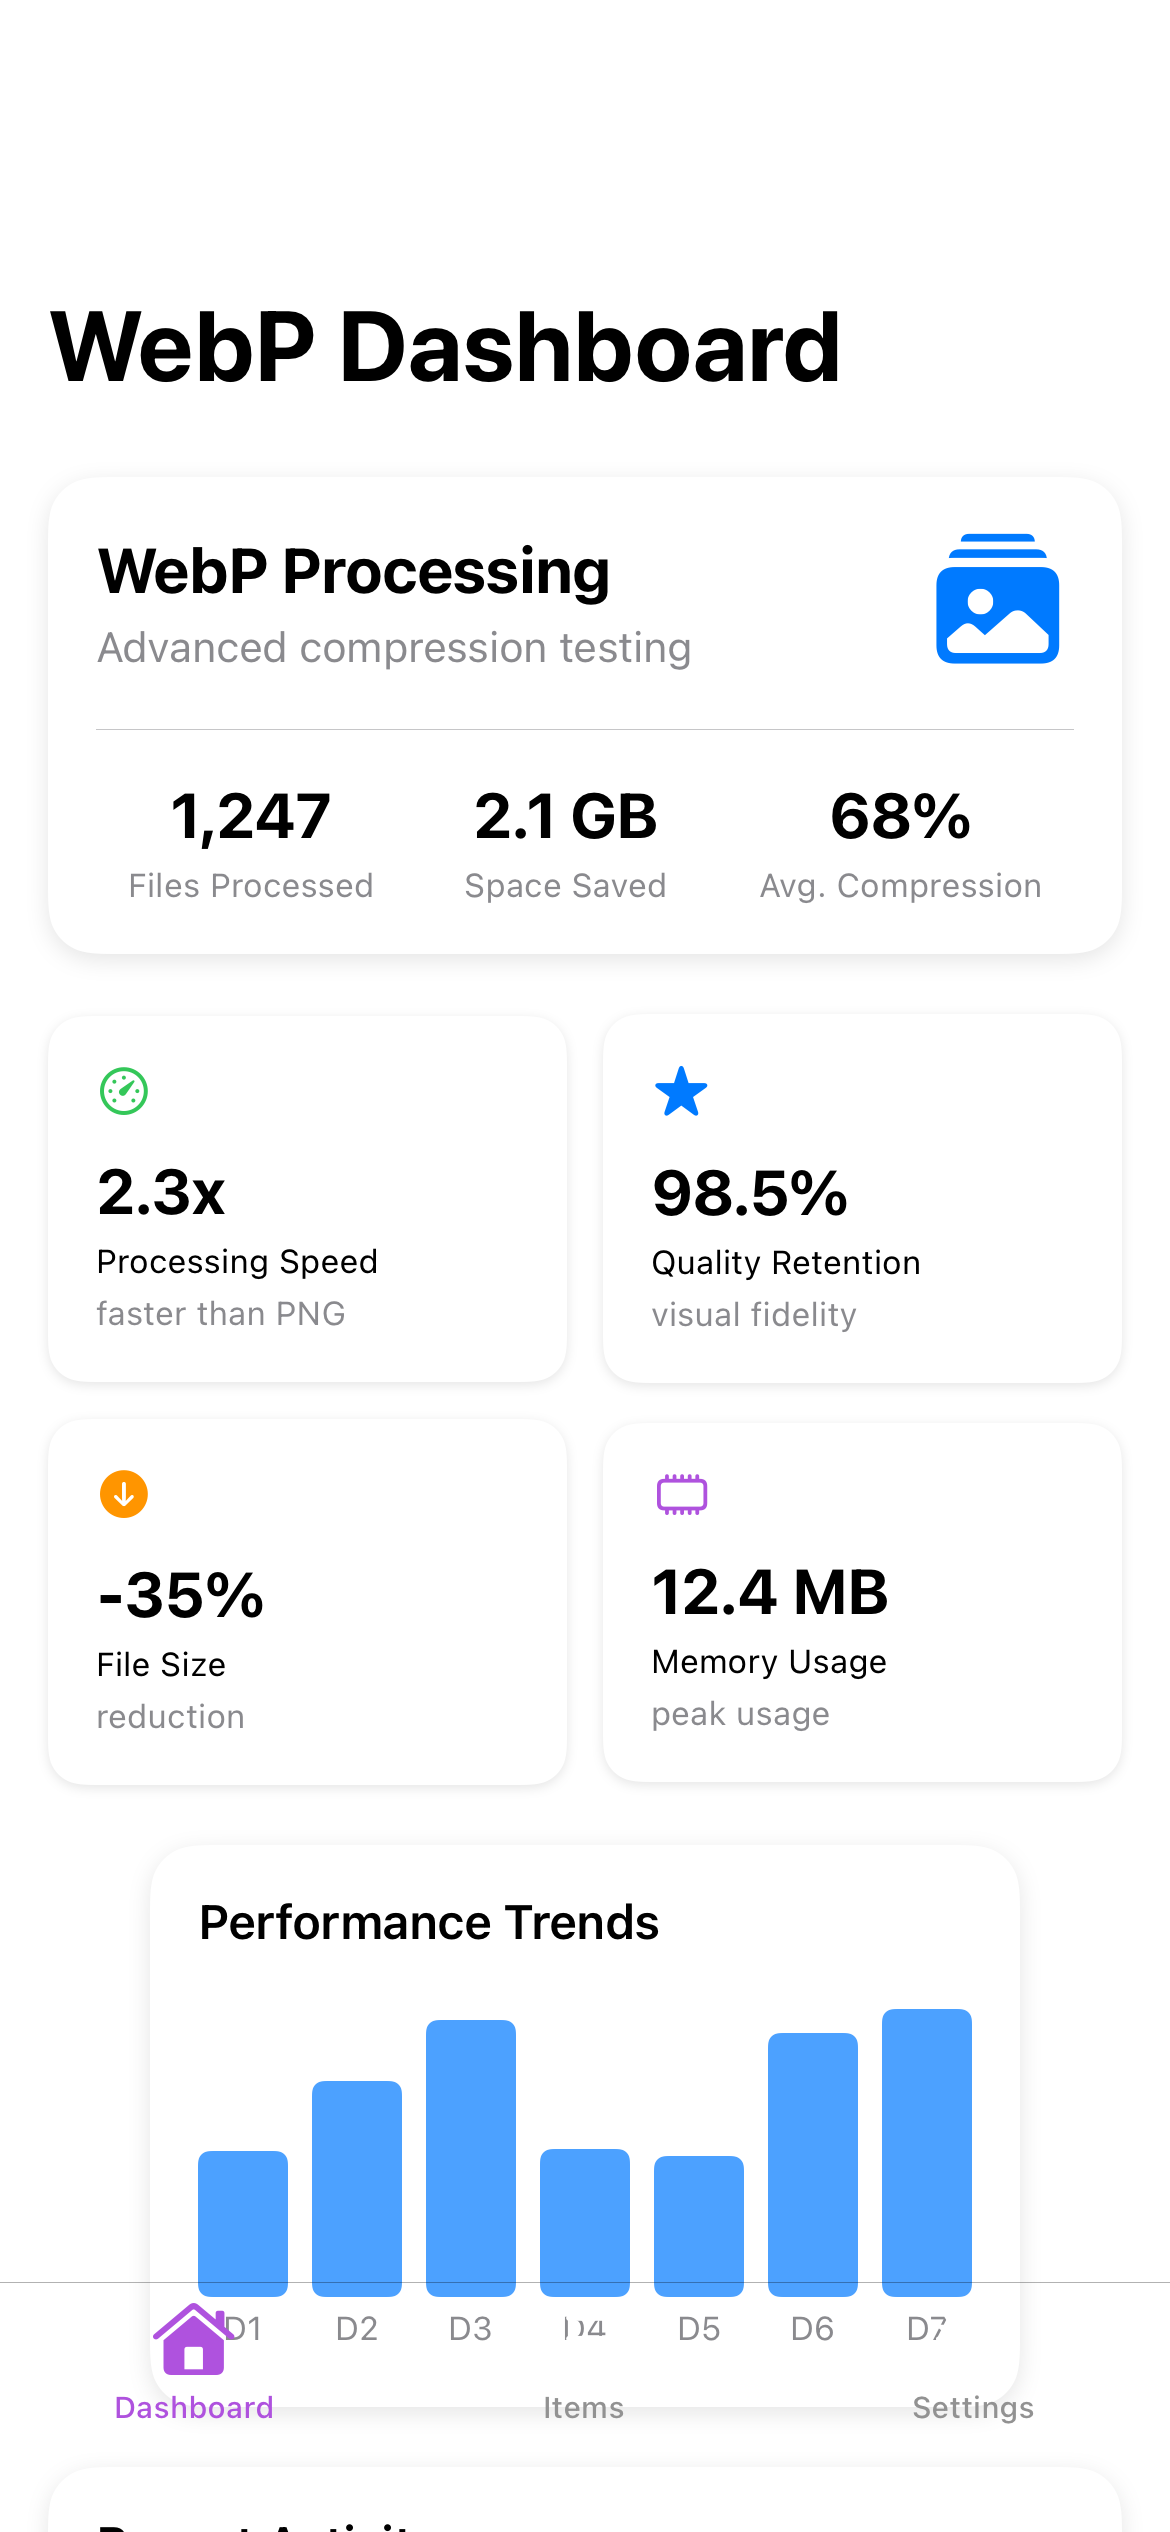 WebP Dashboard
WebP Processing
Advanced compression testing
1,247
2.1 GB
68%
Files Processed
Space Saved
Avg. Compression
2.3x
Processing Speed
faster than PNG
98.5%
Quality Retention
visual fidelity
-35%
File Size
reduction
12.4 MB
Memory Usage
peak usage
Performance Trends
D1 D2 D3 D4 D5 D6 D7
Dashboard
Items
Settings